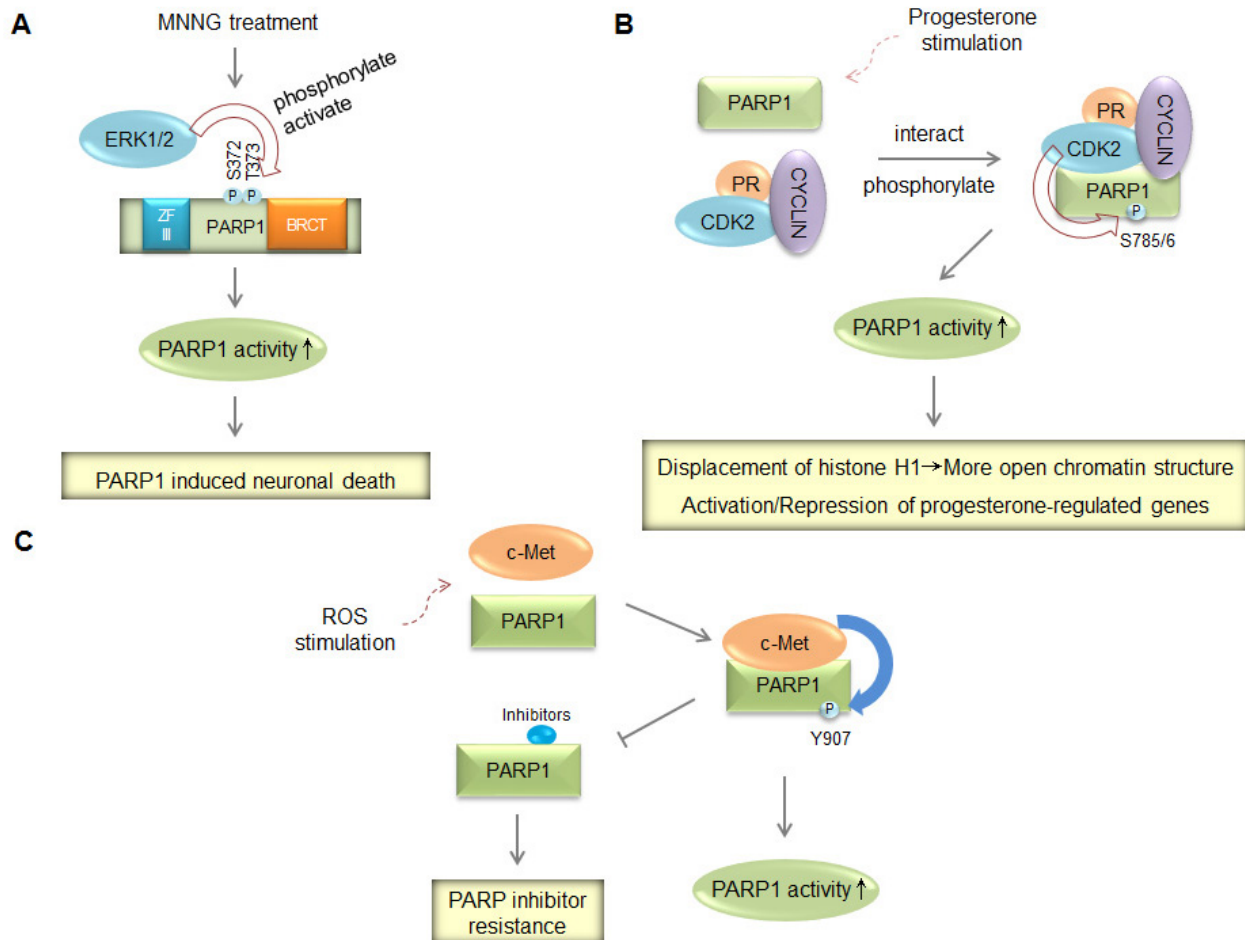 A
MNNG treatment
phosphorylate
activate
ERK1/2
S372
T373
P
P
ZF
III
PARP1
BRCT
PARP1 activity↑
PARP1 induced neuronal death
B
Progesterone
stimulation
PARP1
PR
CDK2
CYCLIN
interact
phosphorylate
PR
CDK2
CYCLIN
PARP1
P
S785/6
PARP1 activity↑
Displacement of histone H1→More open chromatin structure
Activation/Repression of progesterone-regulated genes
C
c-Met
PARP1
ROS
stimulation
c-Met
PARP1
P
Y907
Inhibitors
PARP1
PARP inhibitor
resistance
PARP1 activity↑